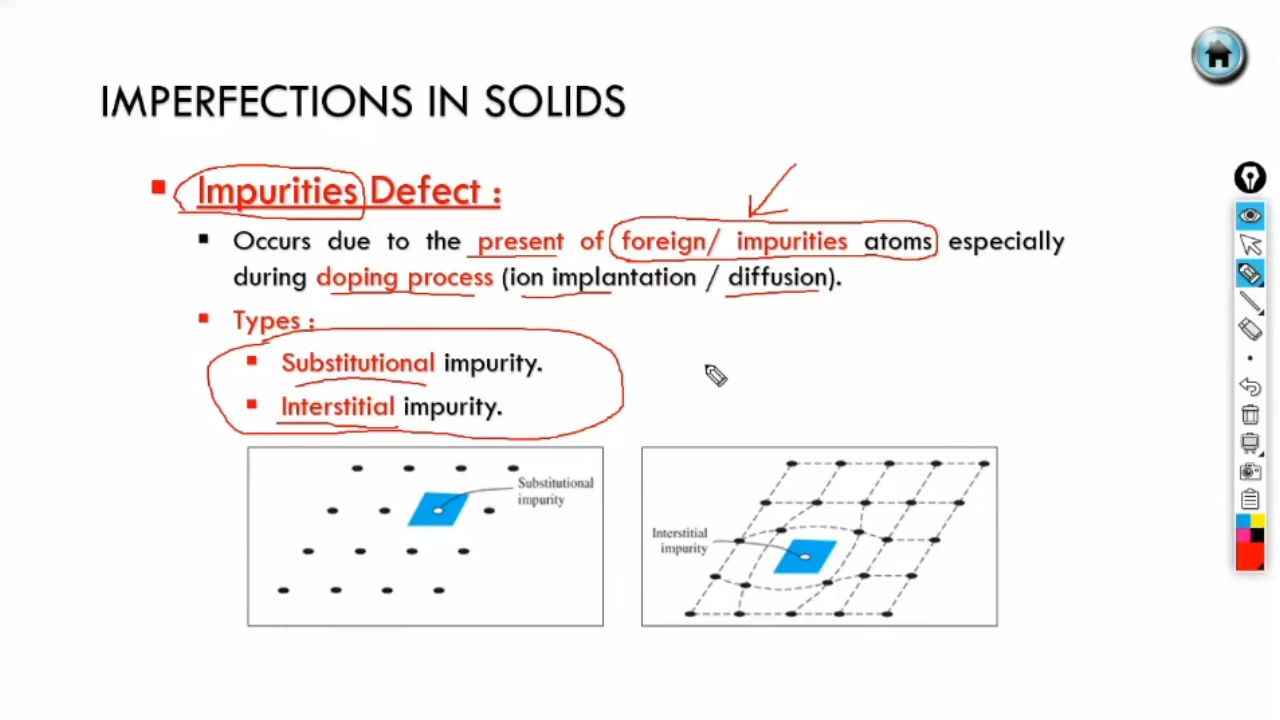 IMPERFECTIONS IN SOLIDS
Impurities Defect :
Occurs due to the present of foreign/ impurities atoms especially
during doping process (ion implantation / diffusion).
Types :
Substitutional impurity.
Interstitial impurity.
Substitutional
impurity
Interstitial
impurity